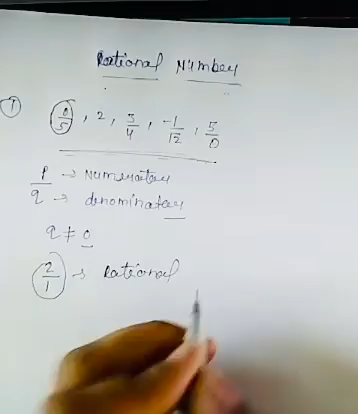 Rational Number
1 0/5 , 2 , 3/4 , -1/12 , 5/0
p → Numerator
q → denominator
q ≠ 0
2/1 → Rational